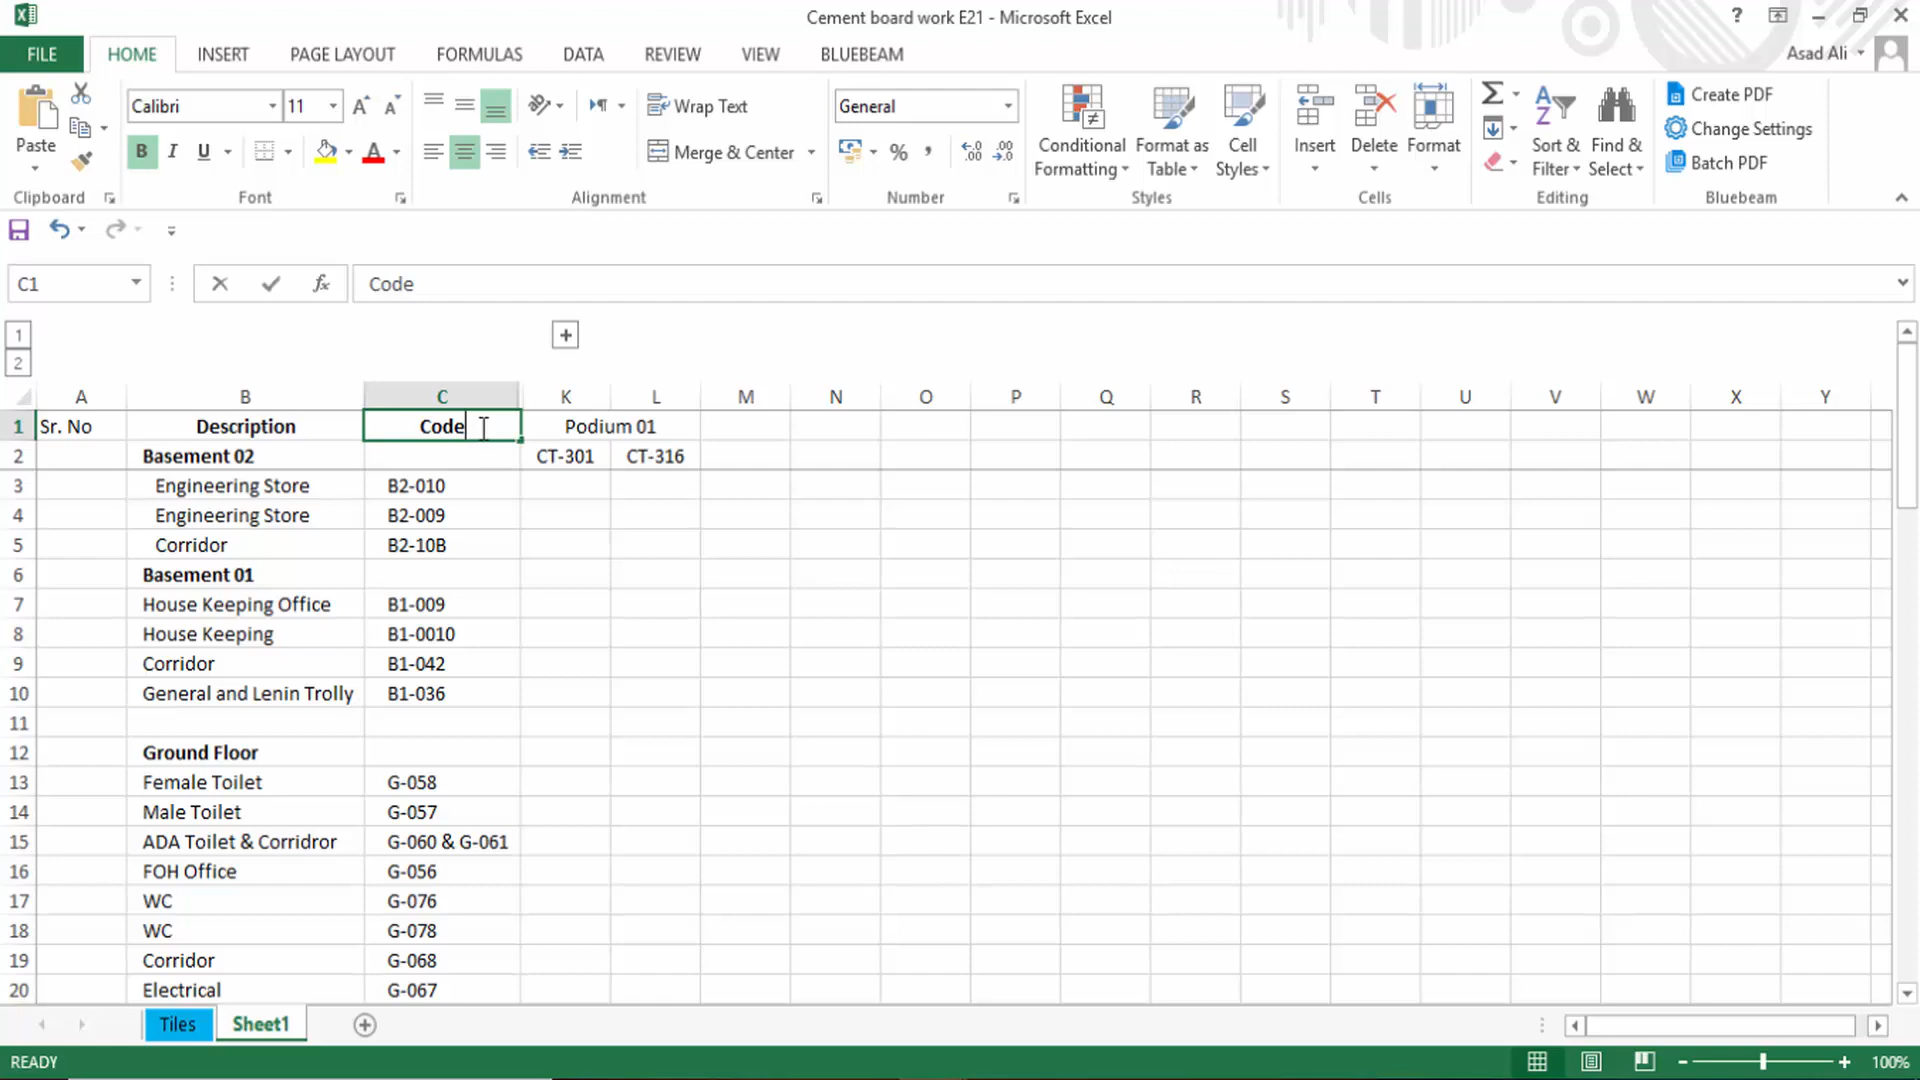 Cement board work E21 - Microsoft Excel
?
FILE HOME INSERT PAGE LAYOUT FORMULAS DATA REVIEW VIEW BLUEBEAM Asad Ali
Paste
Calibri 11
B I U A
Wrap Text
Merge & Center
General
%
Conditional Formatting
Format as Table
Cell Styles
Insert
Delete
Format
Sort & Filter
Find & Select
Create PDF
Change Settings
Batch PDF
Clipboard Font Alignment Number Styles Cells Editing Bluebeam
C1 fx Code
1 +
2
A B C K L M N O P Q R S T U V W X Y
1 Sr. No Description Code Podium 01
2 Basement 02 CT-301 CT-316
3 Engineering Store B2-010
4 Engineering Store B2-009
5 Corridor B2-10B
6 Basement 01
7 House Keeping Office B1-009
8 House Keeping B1-0010
9 Corridor B1-042
10 General and Lenin Trolly B1-036
11
12 Ground Floor
13 Female Toilet G-058
14 Male Toilet G-057
15 ADA Toilet & Corridror G-060 & G-061
16 FOH Office G-056
17 WC G-076
18 WC G-078
19 Corridor G-068
20 Electrical G-067
Tiles Sheet1
READY 100%